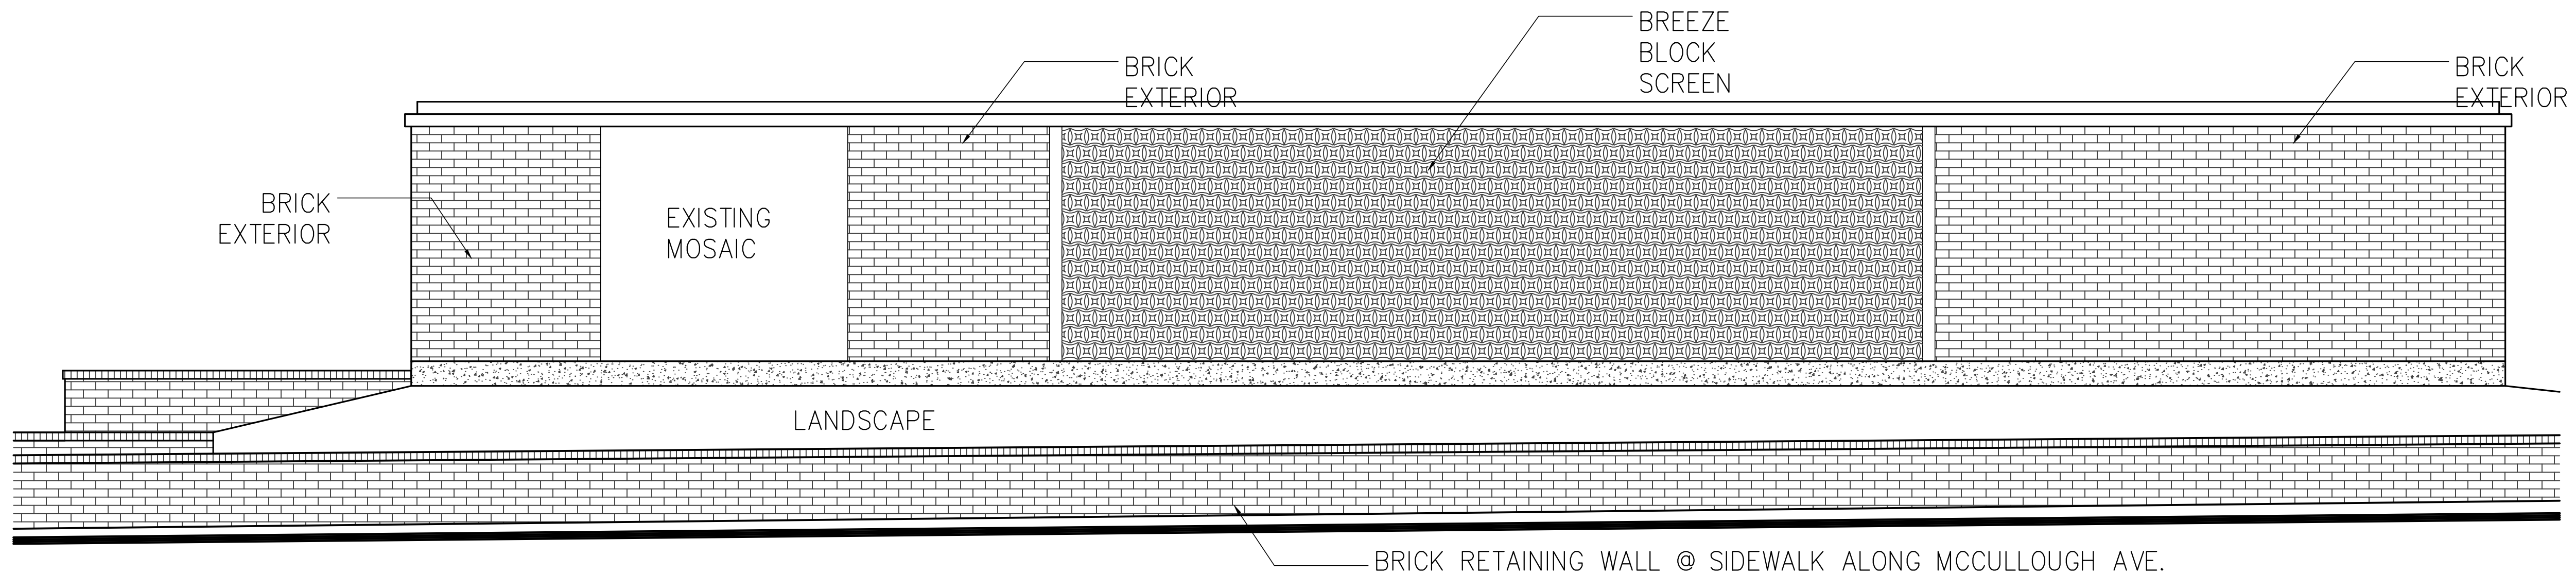 BREEZE
BLOCK
SCREEN
BRICK
EXTERIOR
BRICK
EXTERIOR
BRICK
EXTERIOR
EXISTING
MOSAIC
LANDSCAPE
BRICK RETAINING WALL @ SIDEWALK ALONG MCCULLOUGH AVE.